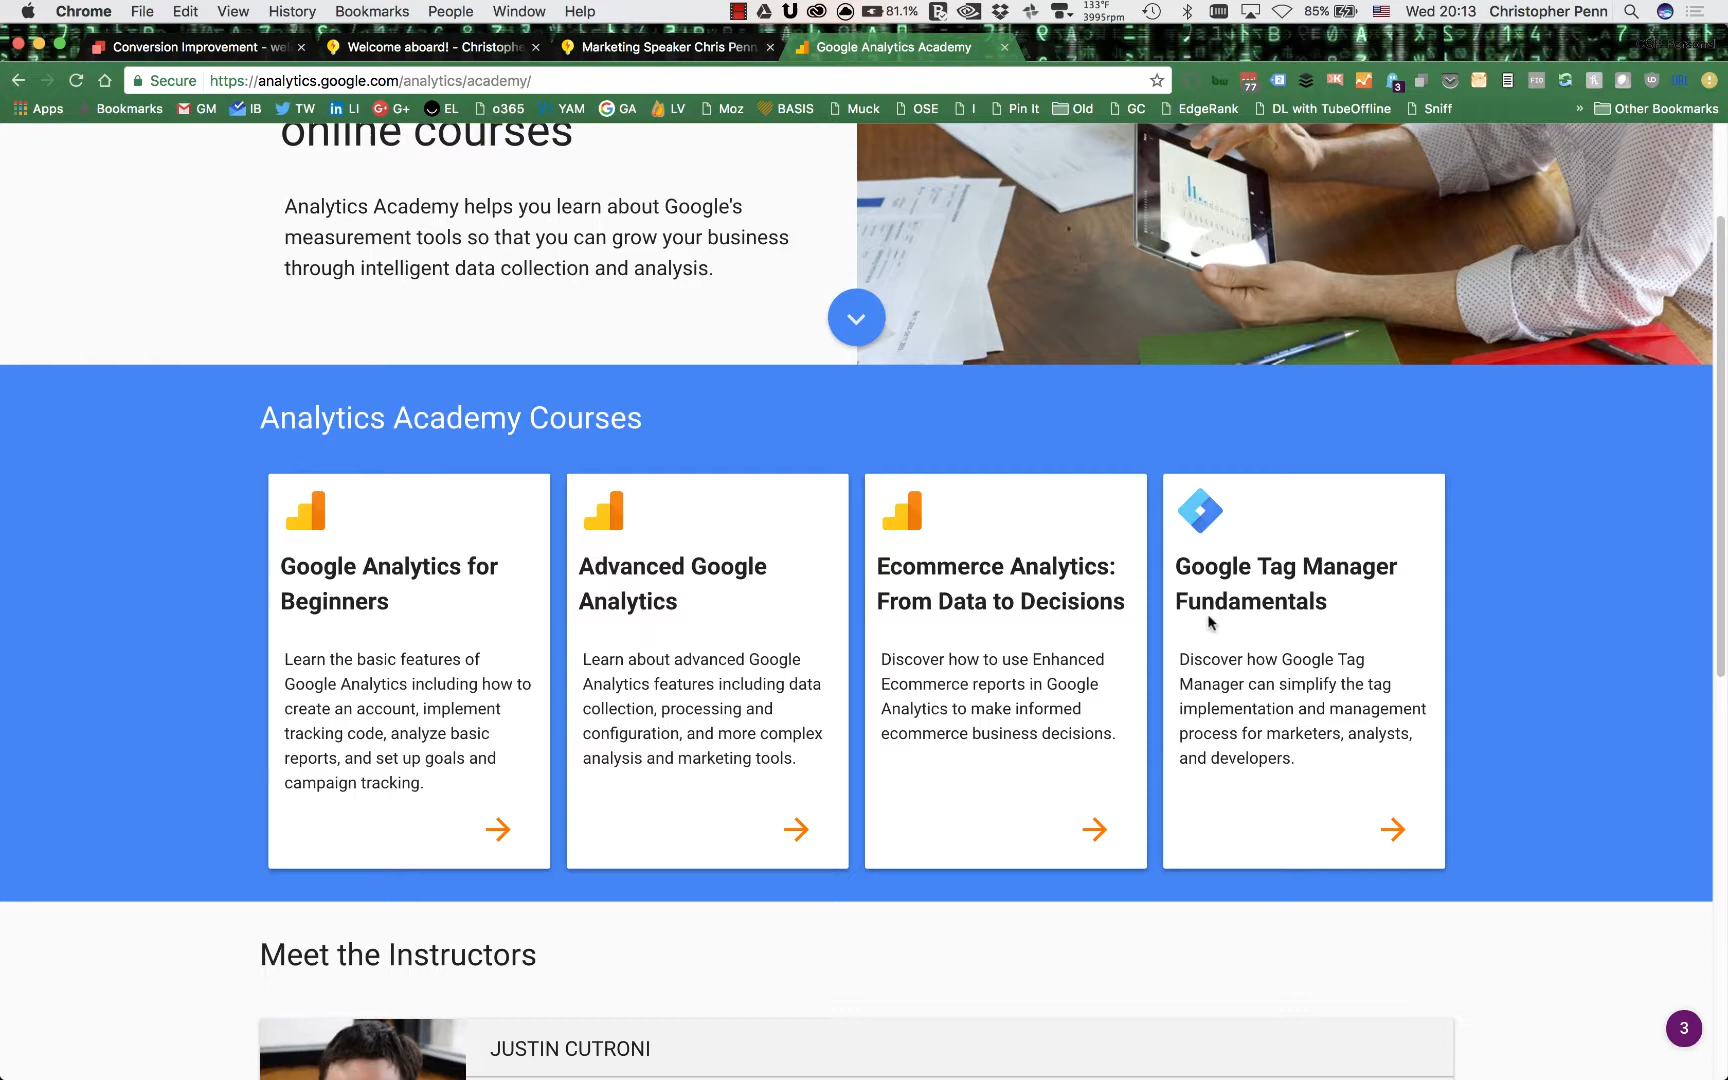 Chrome File Edit View History Bookmarks People Window Help 81.1% 133°F 3995rpm 85% Wed 20:13 Christopher Penn
Conversion Improvement - we Welcome aboard! - Christophe Marketing Speaker Chris Penn Google Analytics Academy
Secure https://analytics.google.com/analytics/academy/ 77 3
Apps Bookmarks GM IB TW LI G+ EL o365 YAM GA LV Moz BASIS Muck OSE I Pin It Old GC EdgeRank DL with TubeOffline Sniff » Other Bookmarks
online courses
Analytics Academy helps you learn about Google's
measurement tools so that you can grow your business
through intelligent data collection and analysis.
Analytics Academy Courses
Google Analytics for
Beginners
Learn the basic features of
Google Analytics including how to
create an account, implement
tracking code, analyze basic
reports, and set up goals and
campaign tracking.
Advanced Google
Analytics
Learn about advanced Google
Analytics features including data
collection, processing and
configuration, and more complex
analysis and marketing tools.
Ecommerce Analytics:
From Data to Decisions
Discover how to use Enhanced
Ecommerce reports in Google
Analytics to make informed
ecommerce business decisions.
Google Tag Manager
Fundamentals
Discover how Google Tag
Manager can simplify the tag
implementation and management
process for marketers, analysts,
and developers.
Meet the Instructors
JUSTIN CUTRONI
3